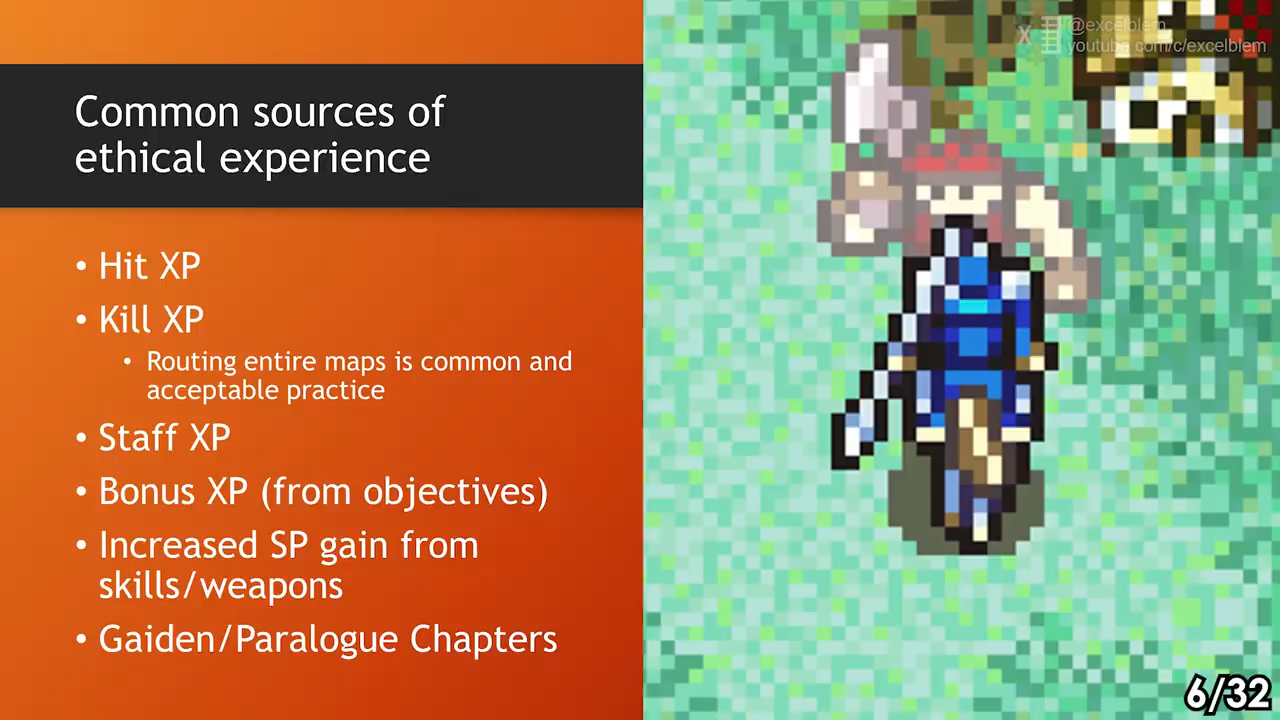 @excelblem
youtube.com/c/excelblem
Common sources of
ethical experience
• Hit XP
• Kill XP
• Routing entire maps is common and
acceptable practice
• Staff XP
• Bonus XP (from objectives)
• Increased SP gain from
skills/weapons
• Gaiden/Paralogue Chapters
6/32